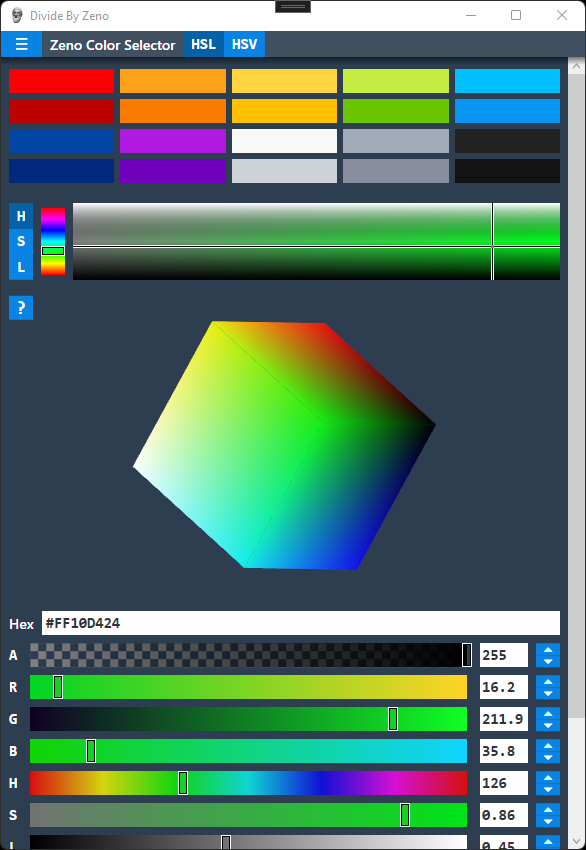 Divide By Zeno
Zeno Color Selector HSL HSV
H
S
L
?
Hex #FF10D424
A 255
R 16.2
G 211.9
B 35.8
H 126
S 0.86
L 0.45